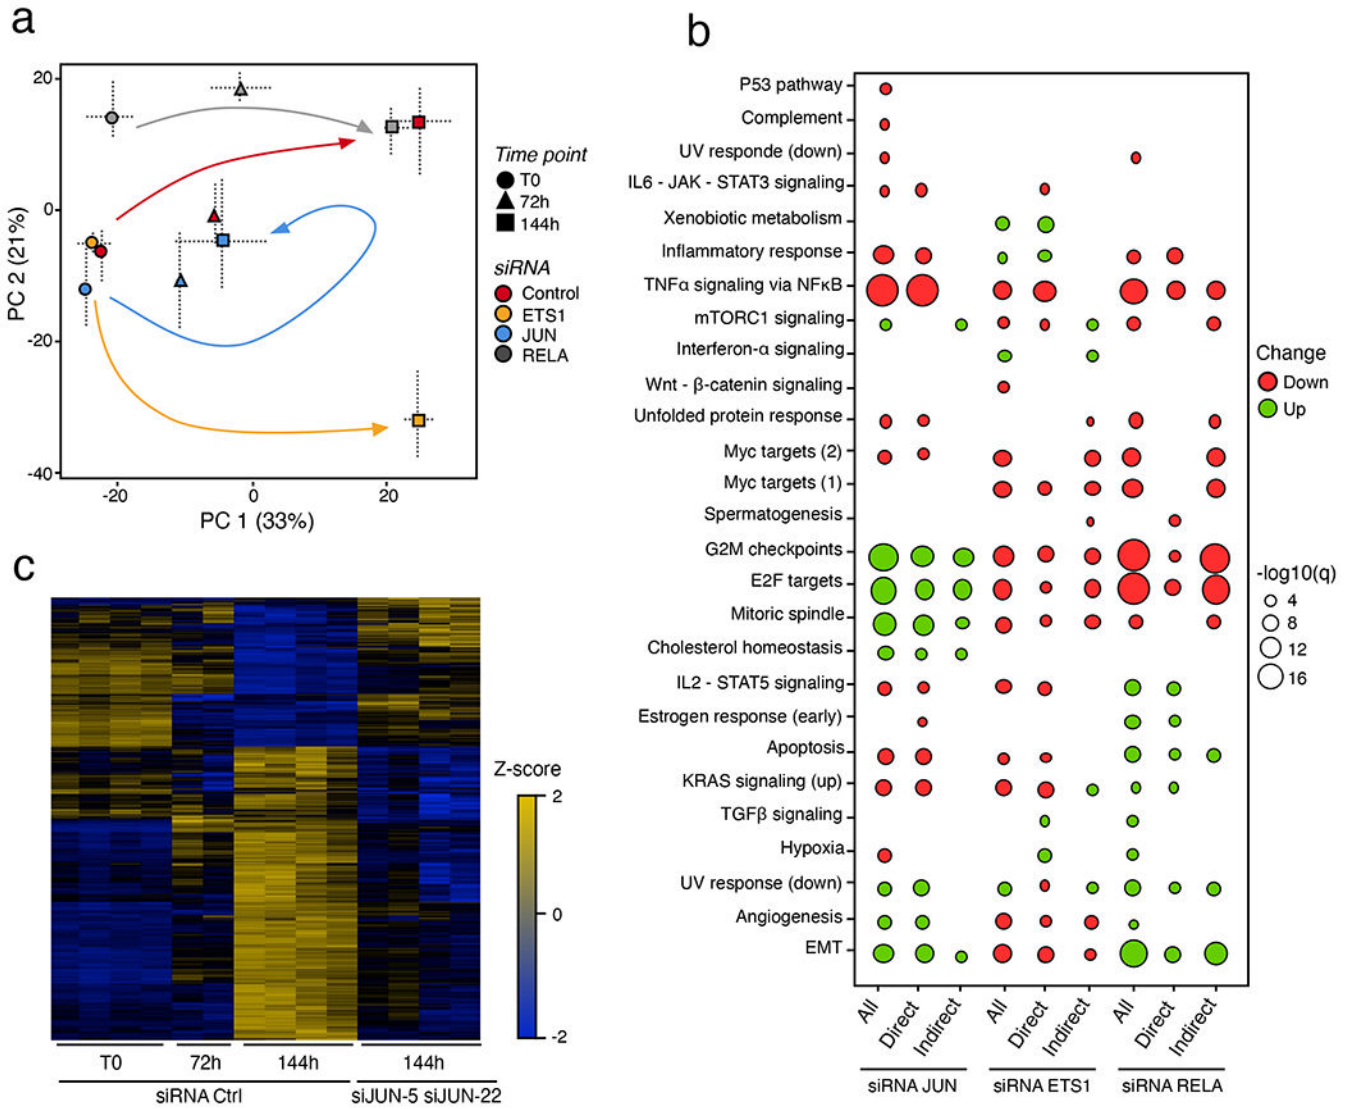 a
20
0
-20
-40
PC 2 (21%)
-20
0
20
PC 1 (33%)
Time point
T0
72h
144h
siRNA
Control
ETS1
JUN
RELA
b
P53 pathway
Complement
UV responde (down)
IL6 - JAK - STAT3 signaling
Xenobiotic metabolism
Inflammatory response
TNFα signaling via NFκB
mTORC1 signaling
Interferon-α signaling
Wnt - β-catenin signaling
Unfolded protein response
Myc targets (2)
Myc targets (1)
Spermatogenesis
G2M checkpoints
E2F targets
Mitoric spindle
Cholesterol homeostasis
IL2 - STAT5 signaling
Estrogen response (early)
Apoptosis
KRAS signaling (up)
TGFβ signaling
Hypoxia
UV response (down)
Angiogenesis
EMT
All
Direct
Indirect
All
Direct
Indirect
All
Direct
Indirect
siRNA JUN
siRNA ETS1
siRNA RELA
Change
Down
Up
-log10(q)
4
8
12
16
c
Z-score
2
0
-2
T0
72h
144h
144h
siRNA Ctrl
siJUN-5 siJUN-22